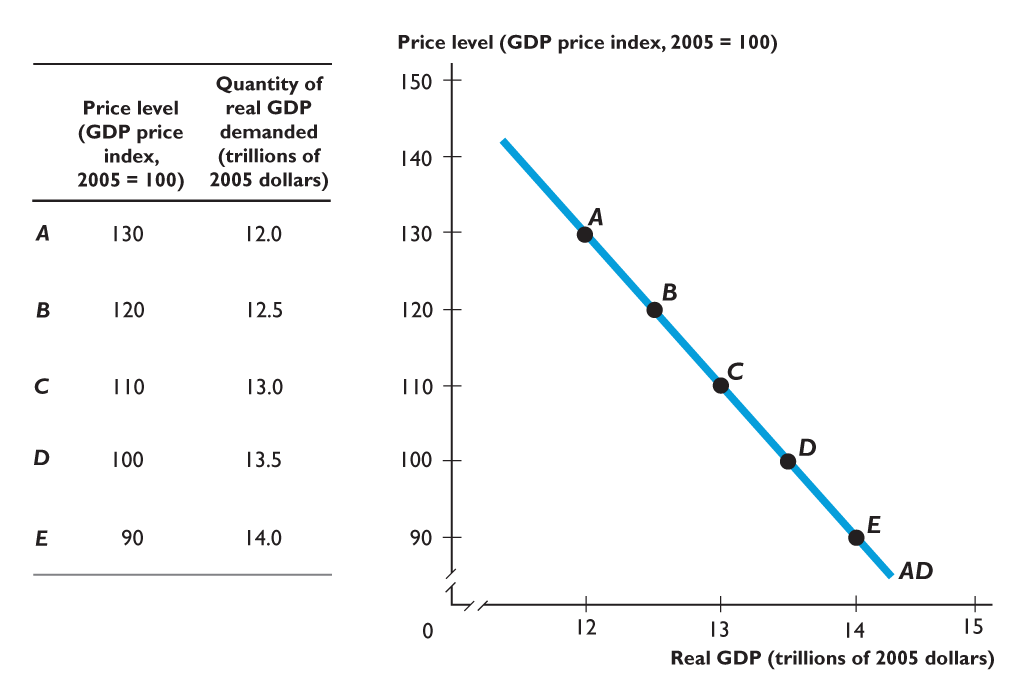 Price level
(GDP price
index,
2005 = 100)
Quantity of
real GDP
demanded
(trillions of
2005 dollars)
A 130 12.0
B 120 12.5
C 110 13.0
D 100 13.5
E 90 14.0
Price level (GDP price index, 2005 = 100)
150
140
130
120
110
100
90
0
A
B
C
D
E
AD
12 13 14 15
Real GDP (trillions of 2005 dollars)